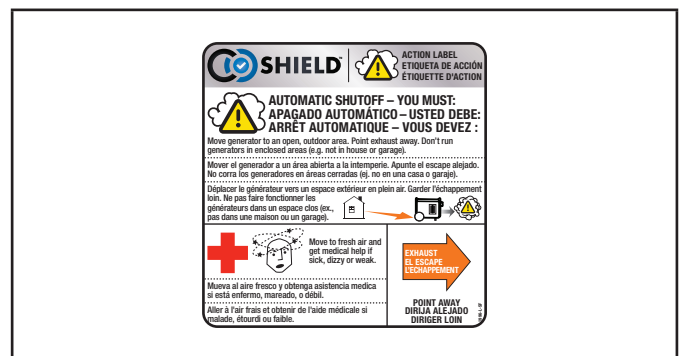 CO SHIELD™
ACTION LABEL
ETIQUETA DE ACCIÓN
ÉTIQUETTE D'ACTION
AUTOMATIC SHUTOFF – YOU MUST:
APAGADO AUTOMÁTICO – USTED DEBE:
ARRÊT AUTOMATIQUE – VOUS DEVEZ :
Move generator to an open, outdoor area. Point exhaust away. Don't run
generators in enclosed areas (e.g. not in house or garage).
Mover el generador a un área abierta a la intemperie. Apunte el escape alejado.
No corra los generadores en áreas cerradas (ej. no en una casa o garaje).
Déplacer le générateur vers un espace extérieur en plein air. Garder l'échappement
loin. Ne pas faire fonctionner les
générateurs dans un espace clos (ex.,
pas dans une maison ou un garage).
Move to fresh air and
get medical help if
sick, dizzy or weak.
Mueva al aire fresco y obtenga asistencia medica
si está enfermo, mareado, o débil.
Aller à l'air frais et obtenir de l'aide médicale si
malade, étourdi ou faible.
EXHAUST
EL ESCAPE
L'ECHAPPEMENT
POINT AWAY
DIRIJA ALEJADO
DIRIGER LOIN